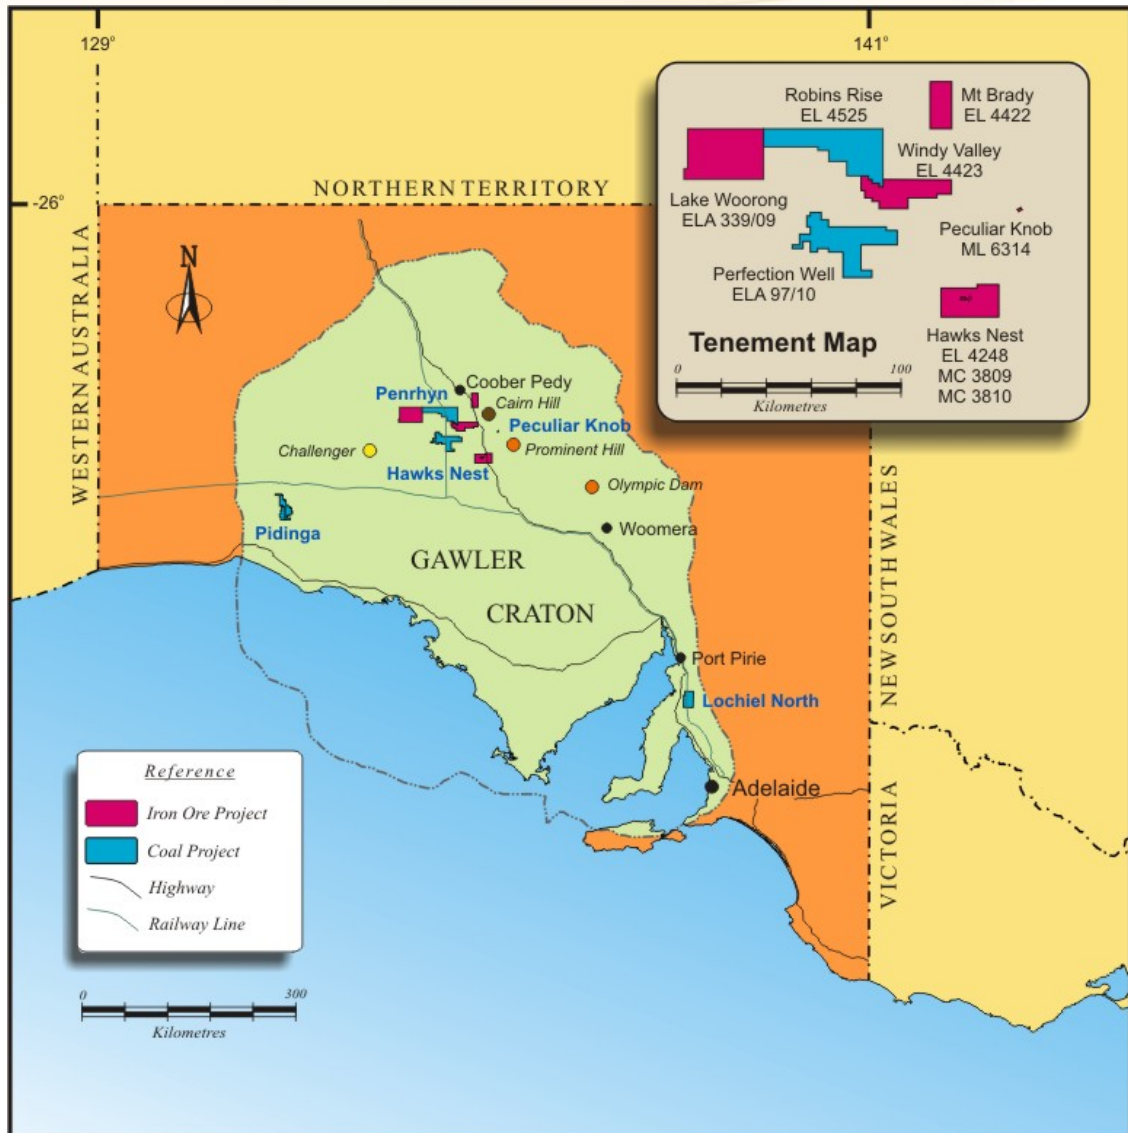 129°
141°
-26°
NORTHERN TERRITORY
WESTERN AUSTRALIA
N
Robins Rise
EL 4525
Mt Brady
EL 4422
Windy Valley
EL 4423
Lake Woorong
ELA 339/09
Peculiar Knob
ML 6314
Perfection Well
ELA 97/10
Hawks Nest
EL 4248
MC 3809
MC 3810
Tenement Map
0 100
Kilometres
Coober Pedy
Penrhyn
Cairn Hill
Peculiar Knob
Challenger
Prominent Hill
Hawks Nest
Olympic Dam
Pidinga
Woomera
GAWLER
CRATON
NEW SOUTH WALES
Port Pirie
Lochiel North
Adelaide
VICTORIA
Reference
Iron Ore Project
Coal Project
Highway
Railway Line
0 300
Kilometres